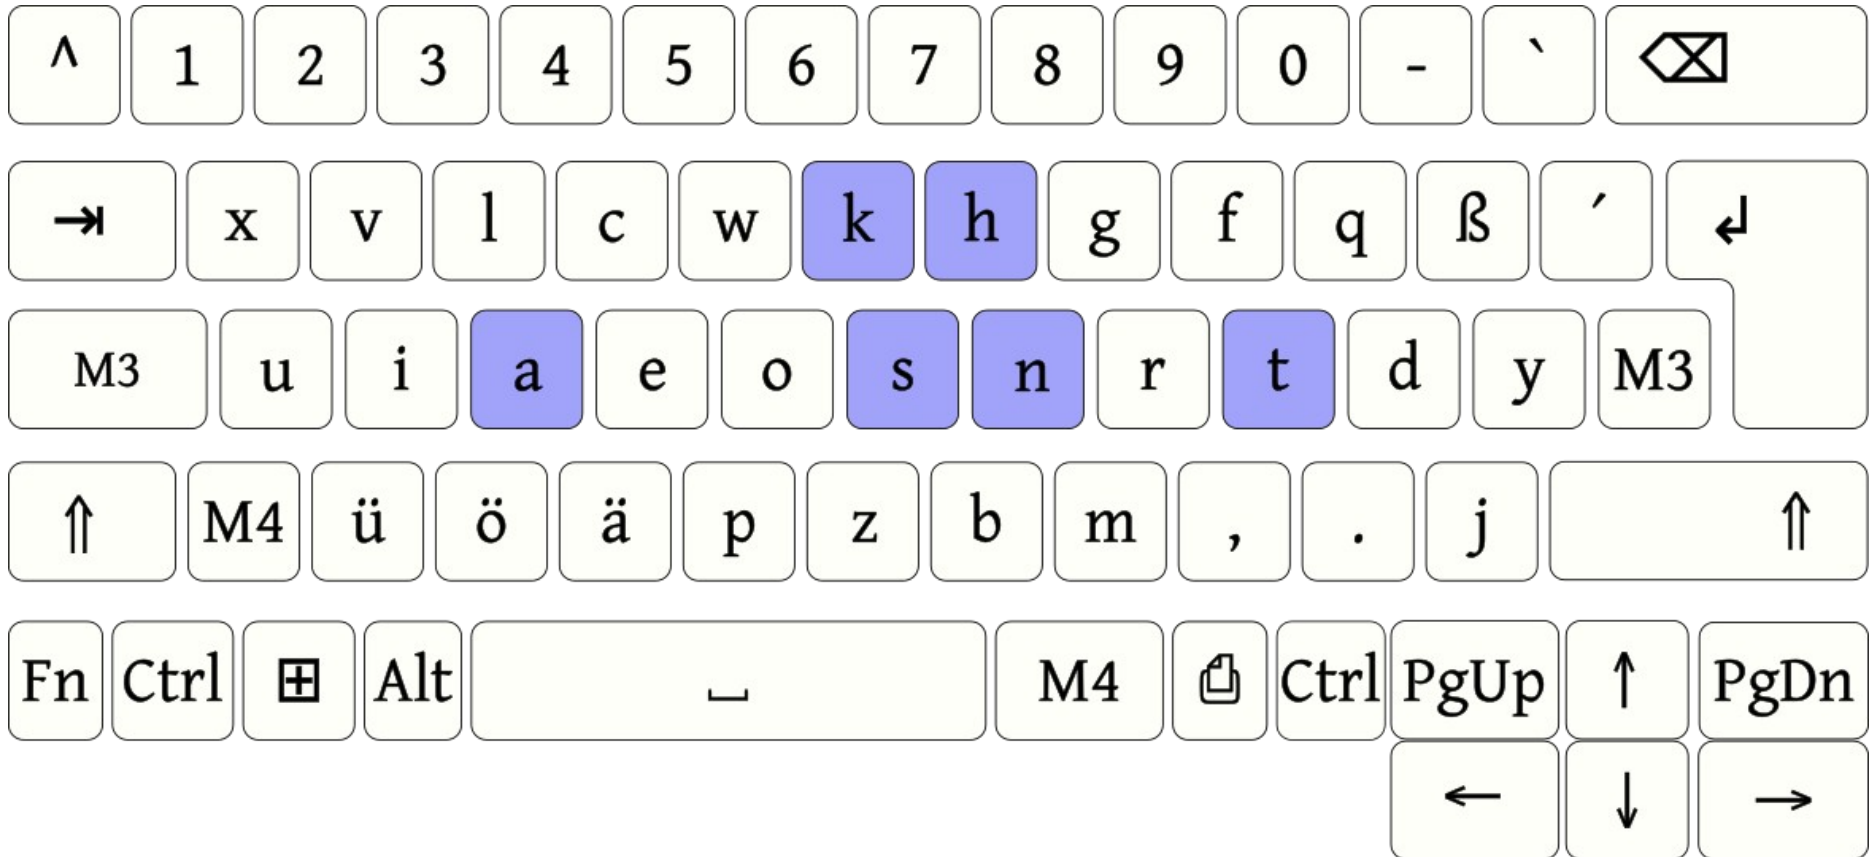 ^ 1 2 3 4 5 6 7 8 9 0 - `  ⌫
⇥ x v l c w k h g f q ß ´ ↲
M3 u i a e o s n r t d y M3
⇑ M4 ü ö ä p z b m , . j ⇑
Fn Ctrl ⊞ Alt ⎵ M4 ⎙ Ctrl PgUp ↑ PgDn
← ↓ →